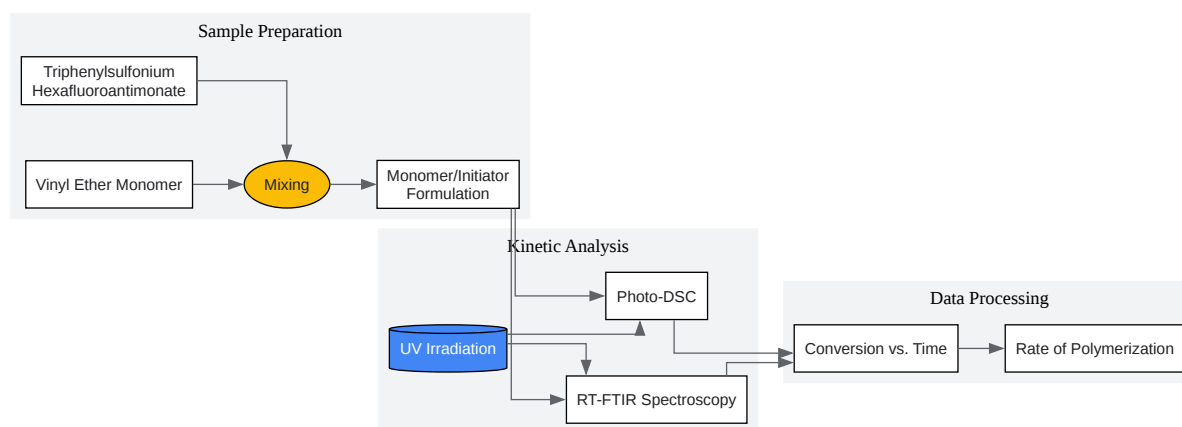 Sample Preparation
Triphenylsulfonium
Hexafluoroantimonate
Vinyl Ether Monomer
Mixing
Monomer/Initiator
Formulation
Kinetic Analysis
Photo-DSC
UV Irradiation
RT-FTIR Spectroscopy
Data Processing
Conversion vs. Time
Rate of Polymerization